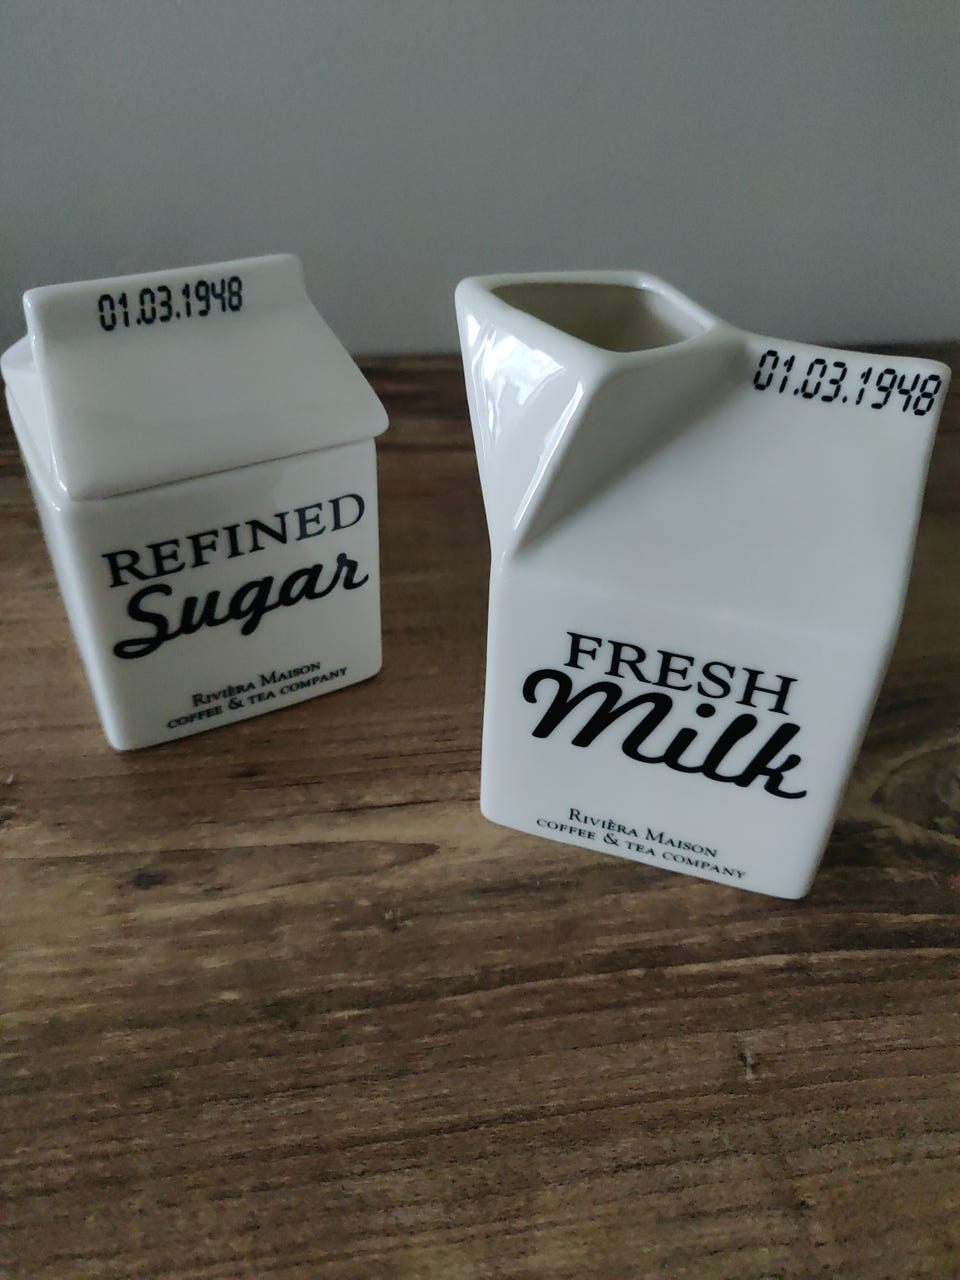 01.03.1948
REFINED
Sugar
RIVIÈRA MAISON
COFFEE & TEA COMPANY
01.03.1948
FRESH
Milk
RIVIÈRA MAISON
COFFEE & TEA COMPANY